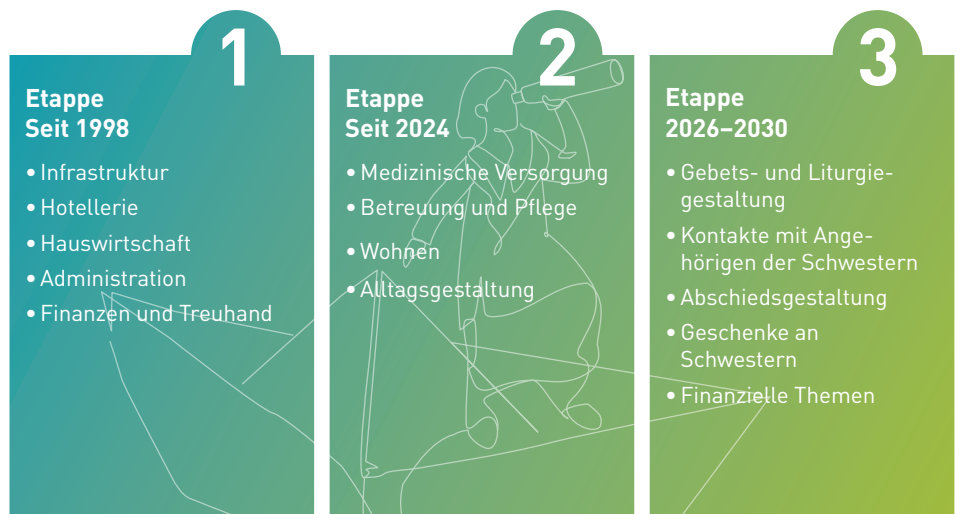 1
Etappe
Seit 1998
• Infrastruktur
• Hotellerie
• Hauswirtschaft
• Administration
• Finanzen und Treuhand
2
Etappe
Seit 2024
• Medizinische Versorgung
• Betreuung und Pflege
• Wohnen
• Alltagsgestaltung
3
Etappe
2026–2030
• Gebets- und Liturgie-
gestaltung
• Kontakte mit Ange-
hörigen der Schwestern
• Abschiedsgestaltung
• Geschenke an
Schwestern
• Finanzielle Themen